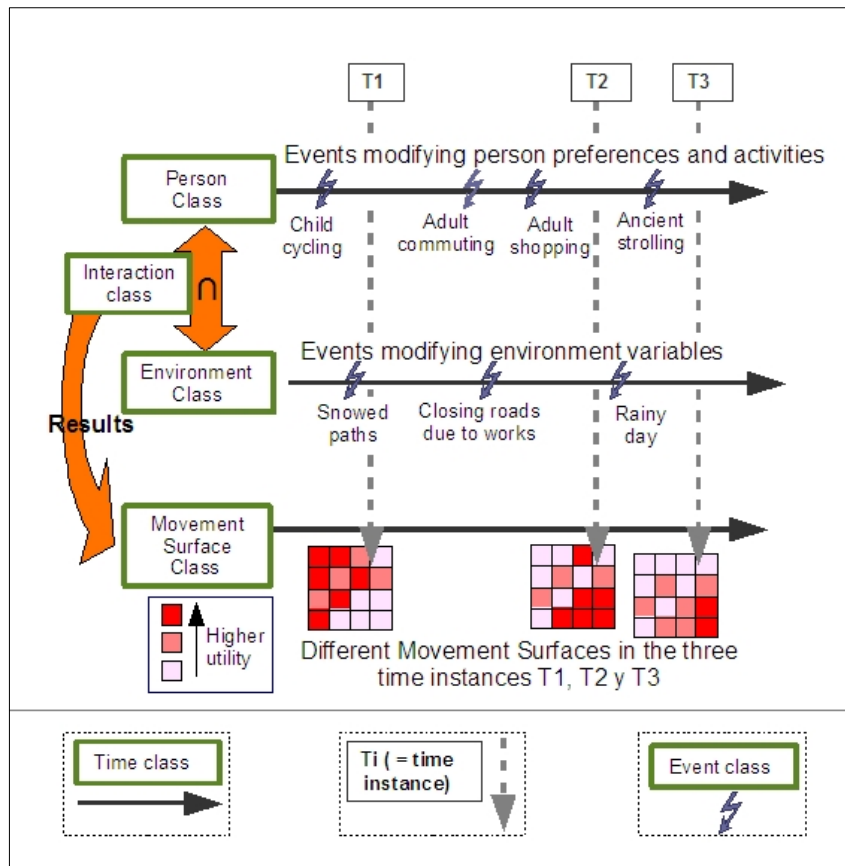 T1
T2
T3
Events modifying person preferences and activities
Person
Class
Child
cycling
Adult
commuting
Adult
shopping
Ancient
strolling
Interaction
class
∩
Events modifying environment variables
Environment
Class
Snowed
paths
Closing roads
due to works
Rainy
day
Results
Movement
Surface
Class
Higher
utility
Different Movement Surfaces in the three
time instances T1, T2 y T3
Time class
Ti ( = time
instance)
Event class